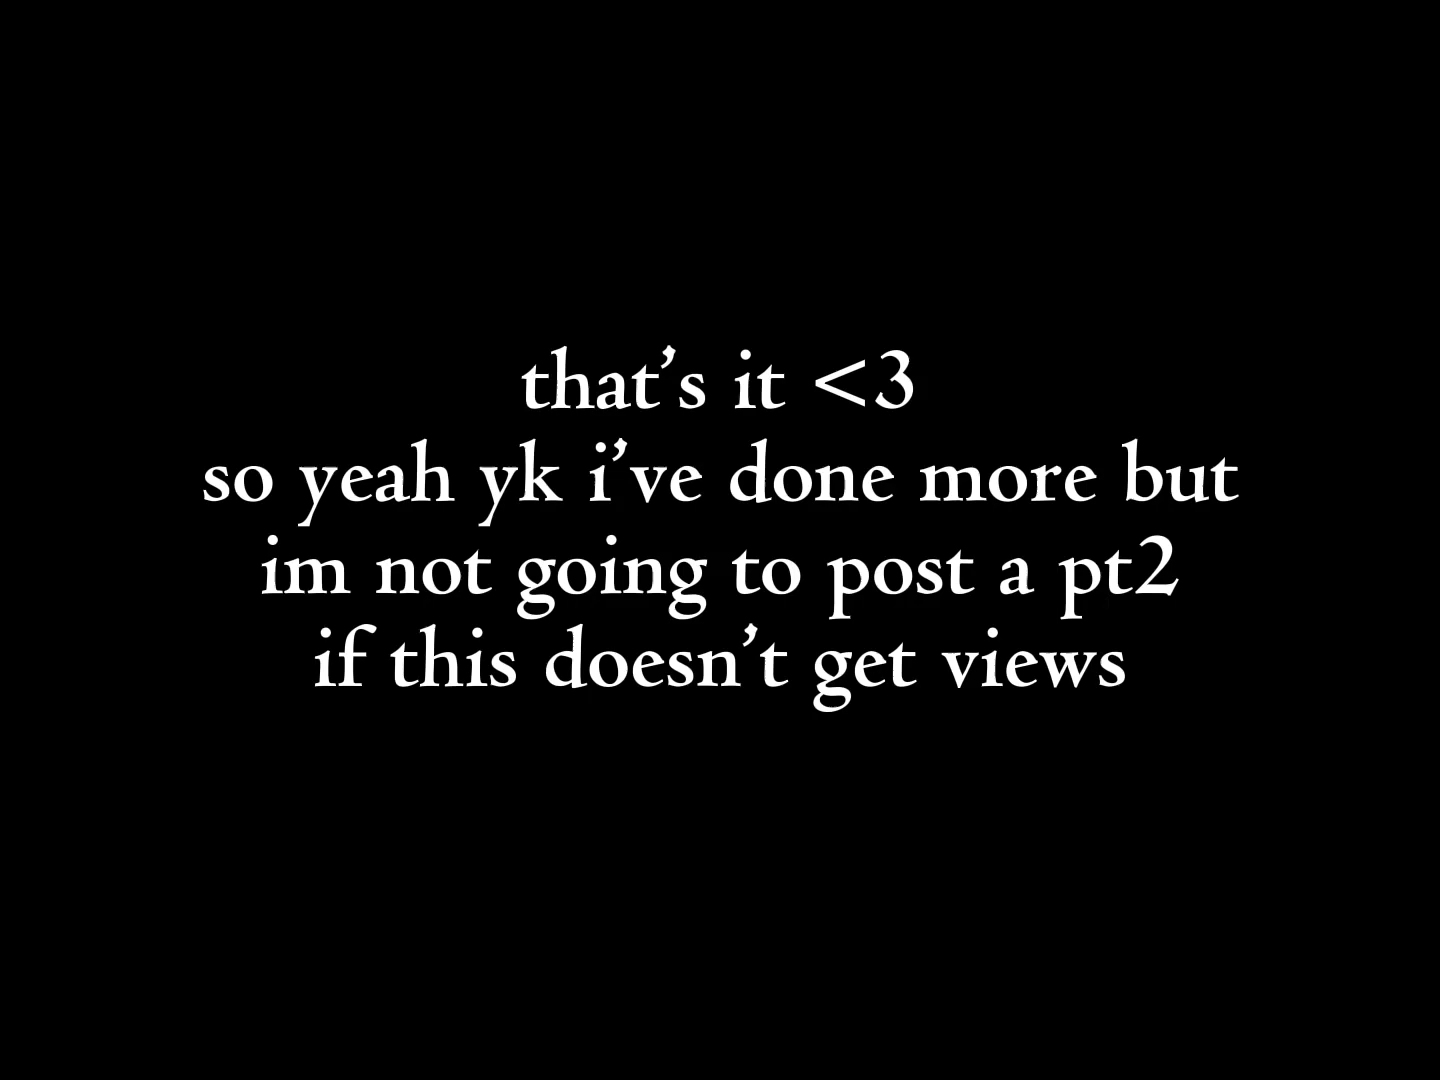 that’s it <3
so yeah yk i’ve done more but
im not going to post a pt2
if this doesn’t get views